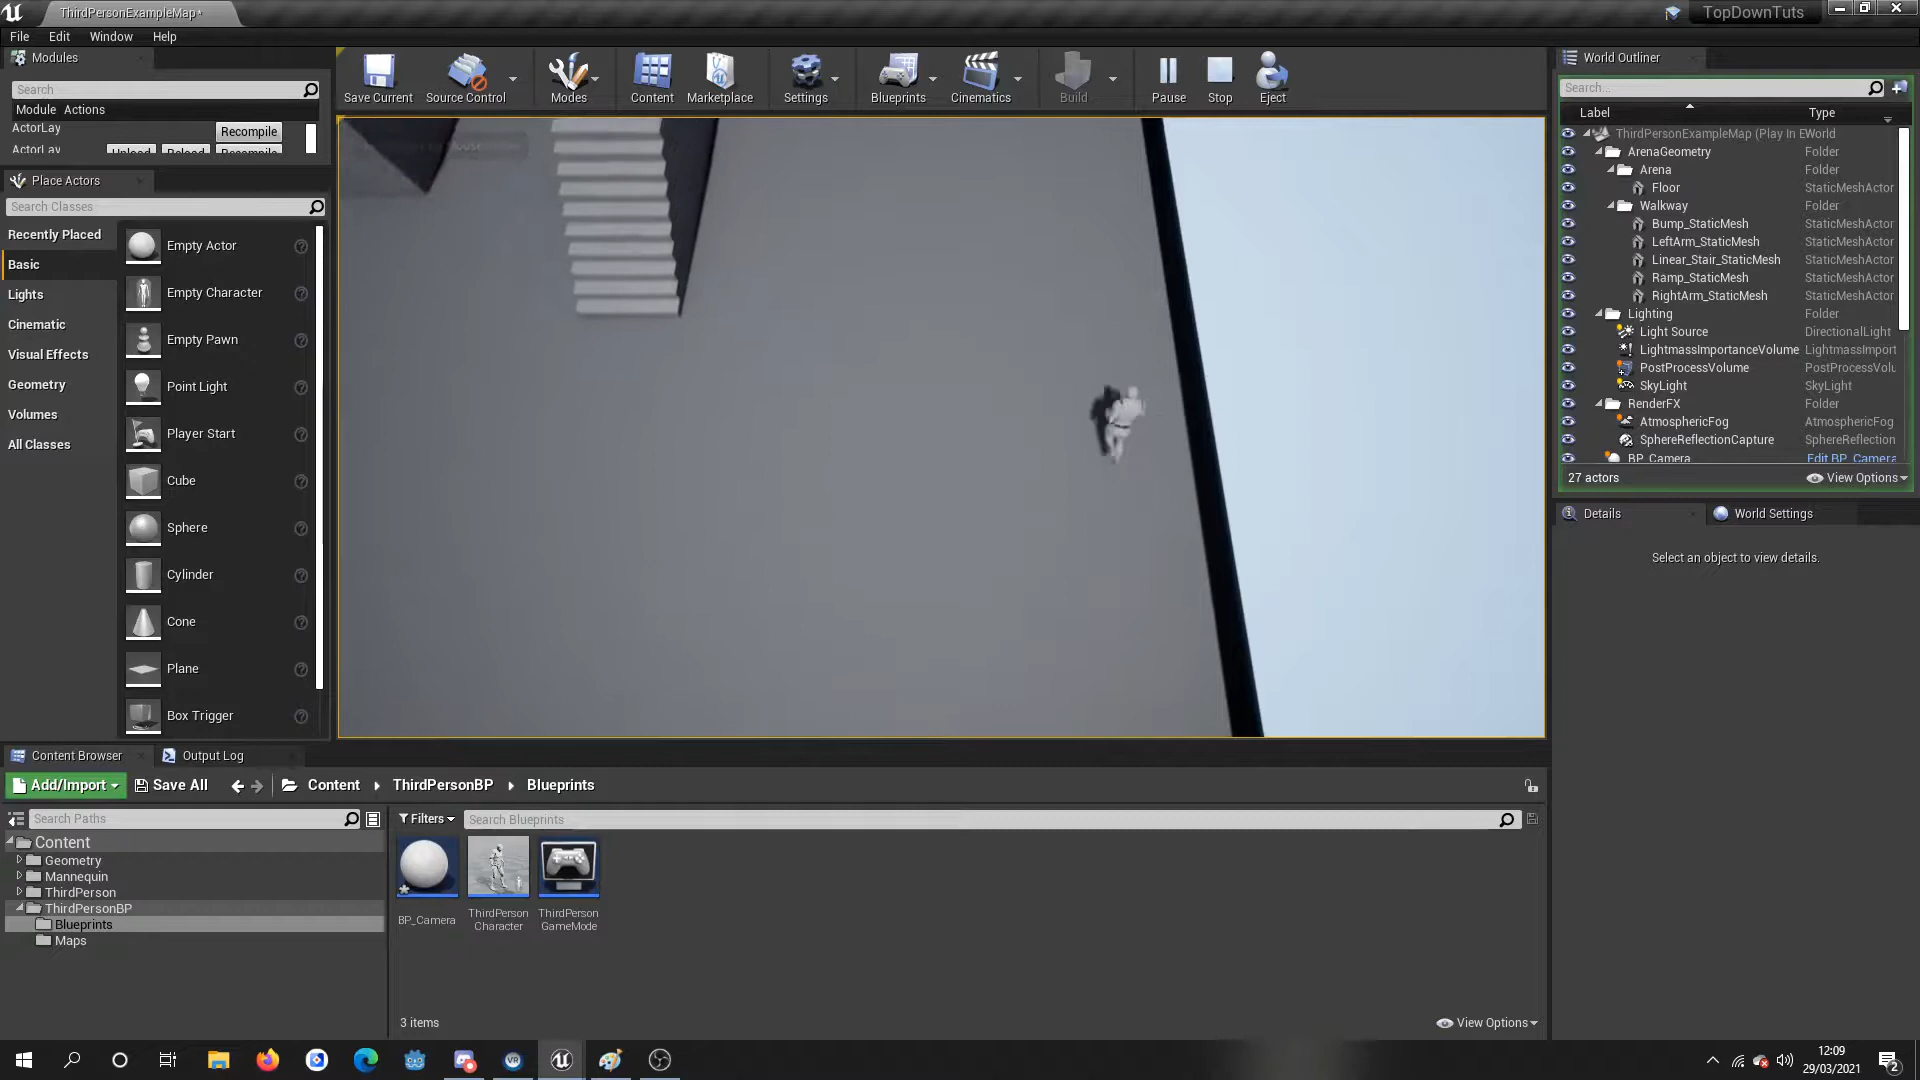 ThirdPersonExampleMap*
TopDownTuts
File Edit Window Help
Modules
Search
Module Actions
ActorLay
Recompile
ActorLay Unload Reload Recompile
Save Current
Source Control
Modes
Content
Marketplace
Settings
Blueprints
Cinematics
Build
Pause
Stop
Eject
Place Actors
Search Classes
Recently Placed
Basic
Lights
Cinematic
Visual Effects
Geometry
Volumes
All Classes
Empty Actor
Empty Character
Empty Pawn
Point Light
Player Start
Cube
Sphere
Cylinder
Cone
Plane
Box Trigger
World Outliner
Search...
Label Type
ThirdPersonExampleMap (Play In E World
ArenaGeometry Folder
Arena Folder
Floor StaticMeshActor
Walkway Folder
Bump_StaticMesh StaticMeshActor
LeftArm_StaticMesh StaticMeshActor
Linear_Stair_StaticMesh StaticMeshActor
Ramp_StaticMesh StaticMeshActor
RightArm_StaticMesh StaticMeshActor
Lighting Folder
Light Source DirectionalLight
LightmassImportanceVolume LightmassImport
PostProcessVolume PostProcessVolu
SkyLight SkyLight
RenderFX Folder
AtmosphericFog AtmosphericFog
SphereReflectionCapture SphereReflection
BP_Camera Edit BP_Camera
27 actors
View Options
Details
World Settings
Select an object to view details.
Content Browser
Output Log
Add/Import
Save All
Content
ThirdPersonBP
Blueprints
Search Paths
Filters
Search Blueprints
Content
Geometry
Mannequin
ThirdPerson
ThirdPersonBP
Blueprints
Maps
BP_Camera
ThirdPerson
Character
ThirdPerson
GameMode
3 items
View Options
12:09
29/03/2021
2